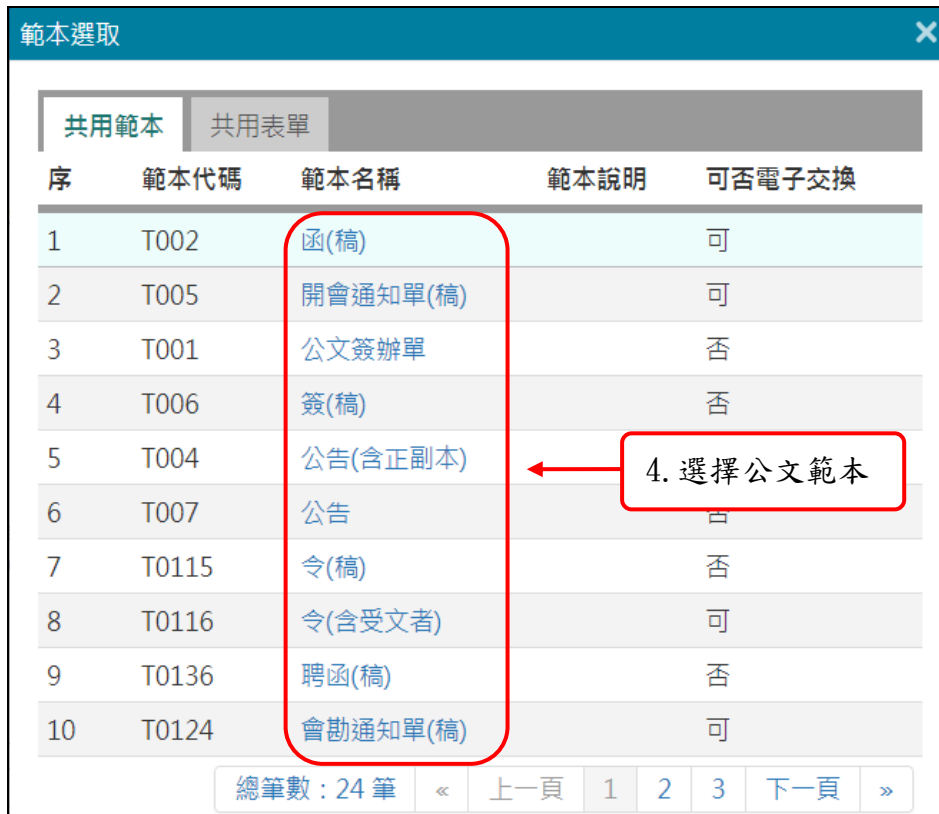 範本選取 ×
共用範本 共用表單
序 範本代碼 範本名稱 範本說明 可否電子交換
1 T002 函(稿) 可
2 T005 開會通知單(稿) 可
3 T001 公文簽辦單 否
4 T006 簽(稿) 否
5 T004 公告(含正副本)
4.選擇公文範本
6 T007 公告 否
7 T0115 令(稿) 否
8 T0116 令(含受文者) 可
9 T0136 聘函(稿) 否
10 T0124 會勘通知單(稿) 可
總筆數：24 筆 « 上一頁 1 2 3 下一頁 »